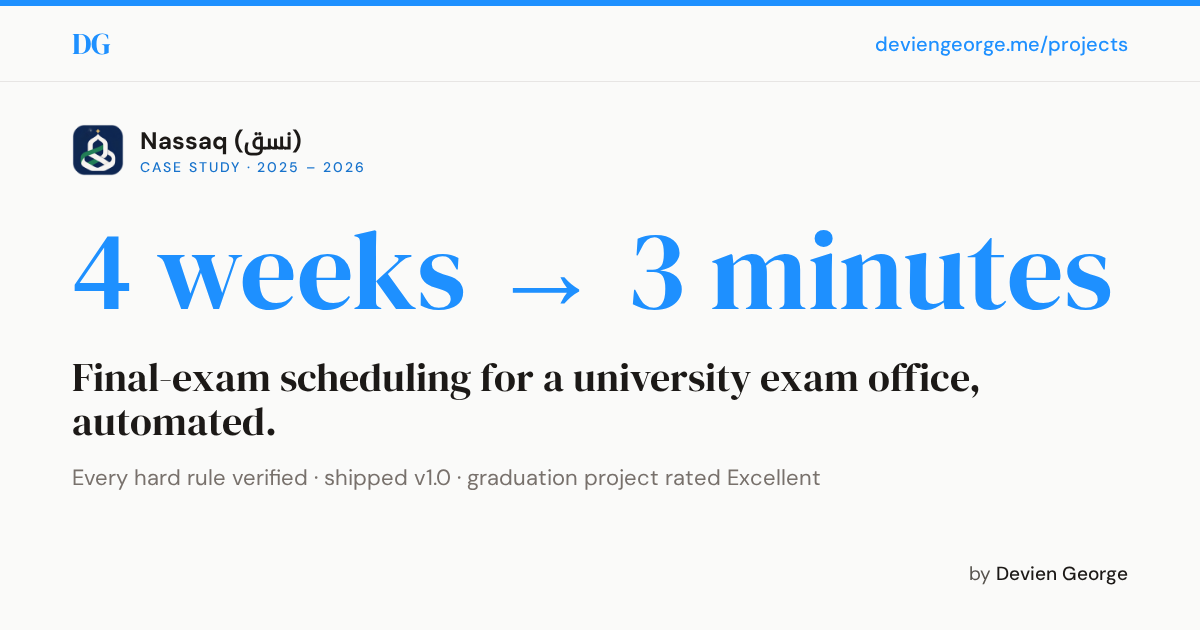 DG
deviengeorge.me/projects
Nassaq (نسق)
CASE STUDY · 2025 – 2026
4 weeks → 3 minutes
Final-exam scheduling for a university exam office,
automated.
Every hard rule verified · shipped v1.0 · graduation project rated Excellent
by Devien George